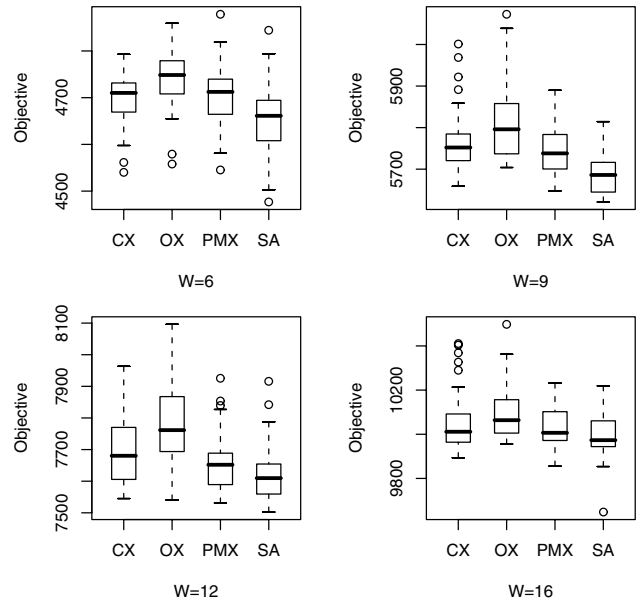 Objective
4500
4700
CX OX PMX SA
W=6
Objective
5700
5900
CX OX PMX SA
W=9
Objective
7500
7700
7900
8100
CX OX PMX SA
W=12
Objective
9800
10200
CX OX PMX SA
W=16